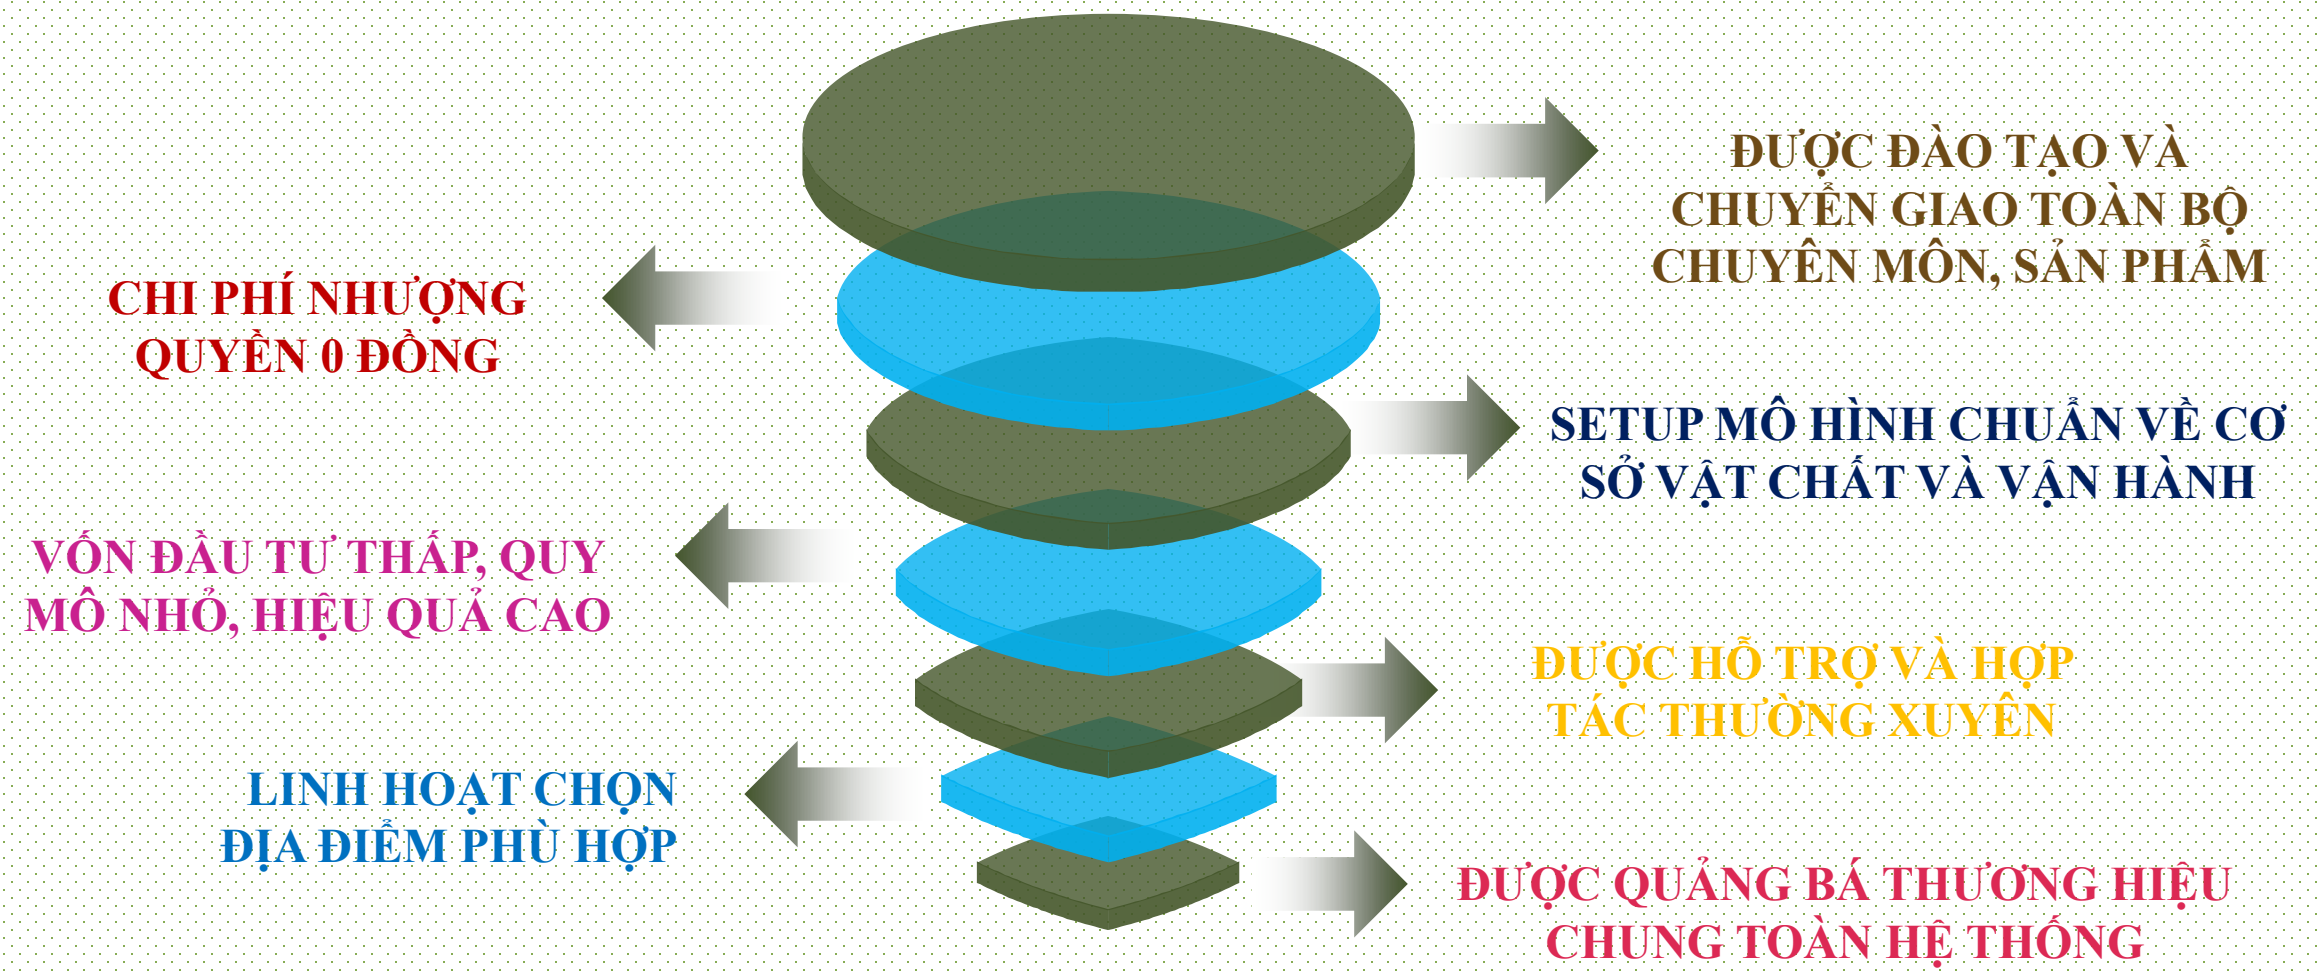 ĐƯỢC ĐÀO TẠO VÀ
CHUYỂN GIAO TOÀN BỘ
CHUYÊN MÔN, SẢN PHẨM
CHI PHÍ NHƯỢNG
QUYỀN 0 ĐỒNG
SETUP MÔ HÌNH CHUẨN VỀ CƠ
SỞ VẬT CHẤT VÀ VẬN HÀNH
VỐN ĐẦU TƯ THẤP, QUY
MÔ NHỎ, HIỆU QUẢ CAO
ĐƯỢC HỖ TRỢ VÀ HỢP
TÁC THƯỜNG XUYÊN
LINH HOẠT CHỌN
ĐỊA ĐIỂM PHÙ HỢP
ĐƯỢC QUẢNG BÁ THƯƠNG HIỆU
CHUNG TOÀN HỆ THỐNG